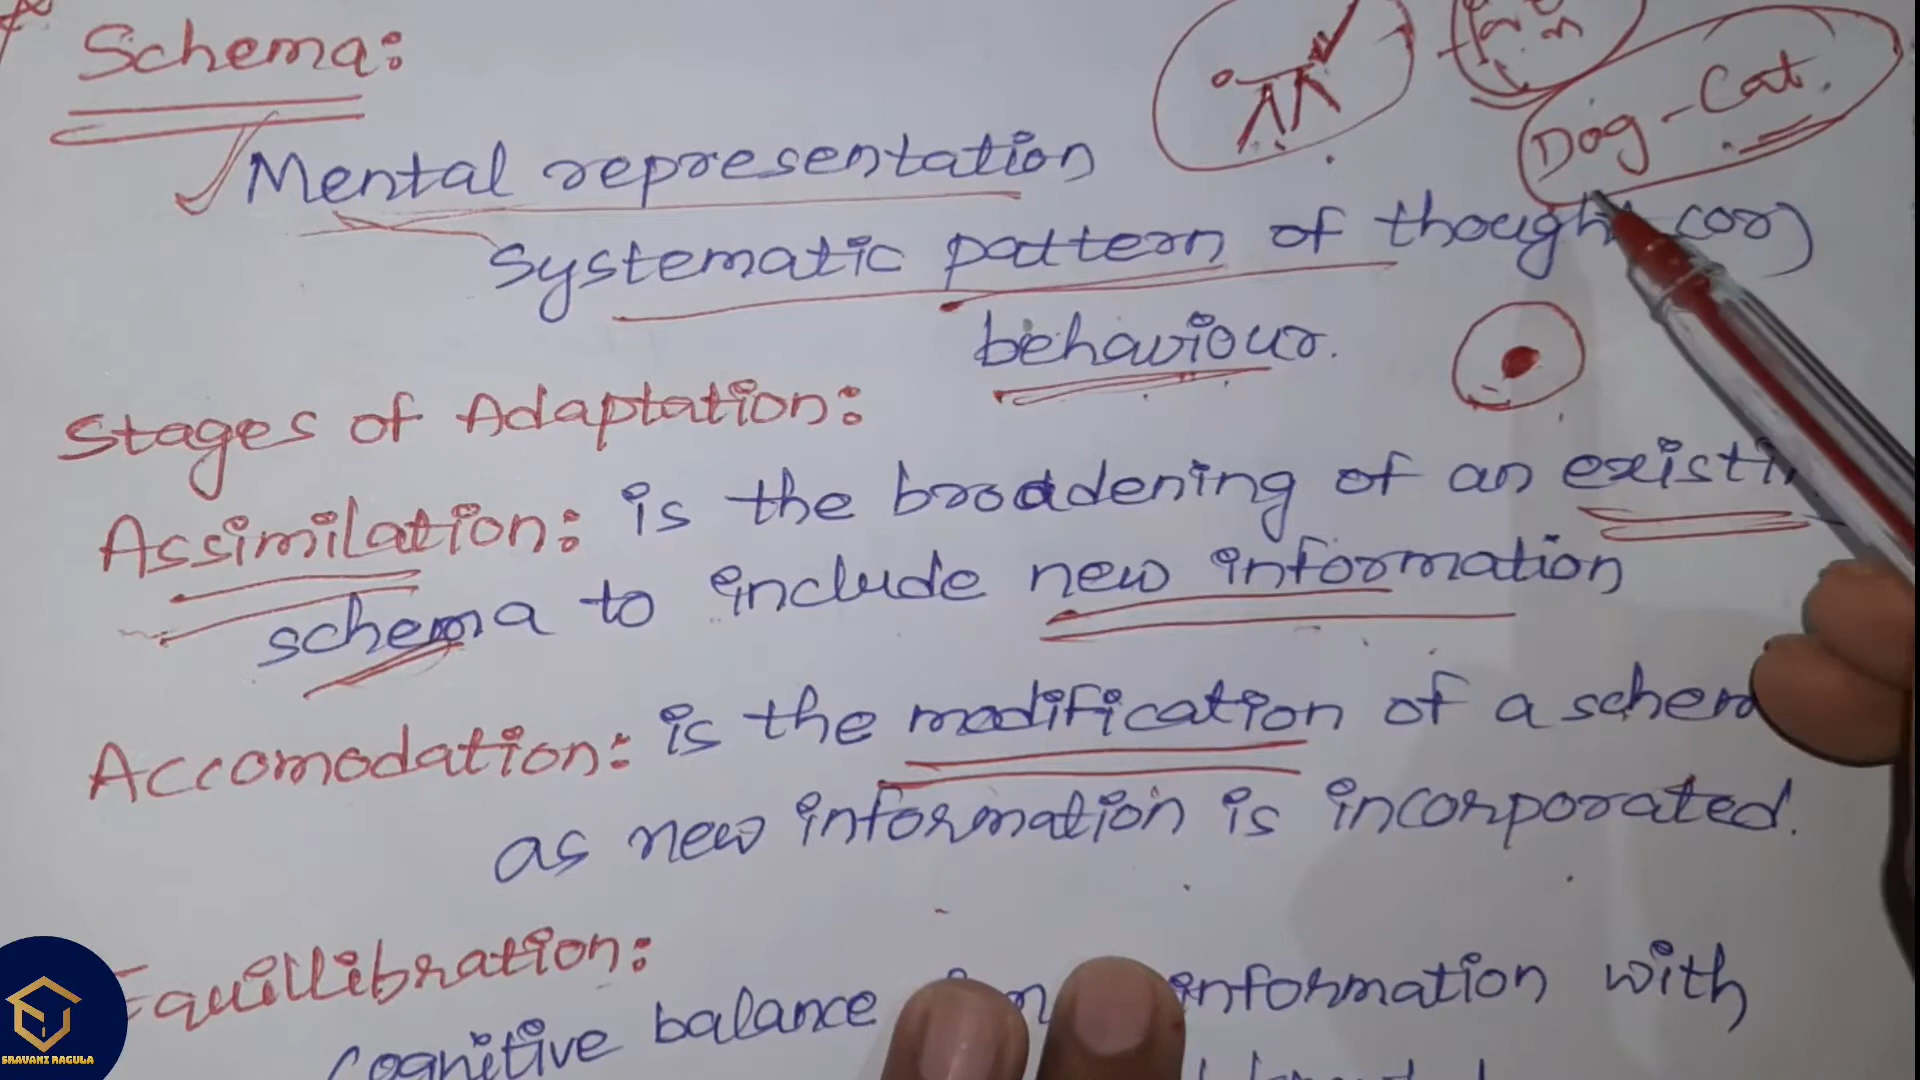 Schema:
Dog - Cat.
Mental representation
systematic pattern of thought (or)
behaviour.
Stages of Adaptation:
Assimilation: is the broadening of an
schema to include new information
Accomodation: is the modification of a
as new information is incorporated.
Equillibration:
cognitive balance information with
SRAVANI RAGULA